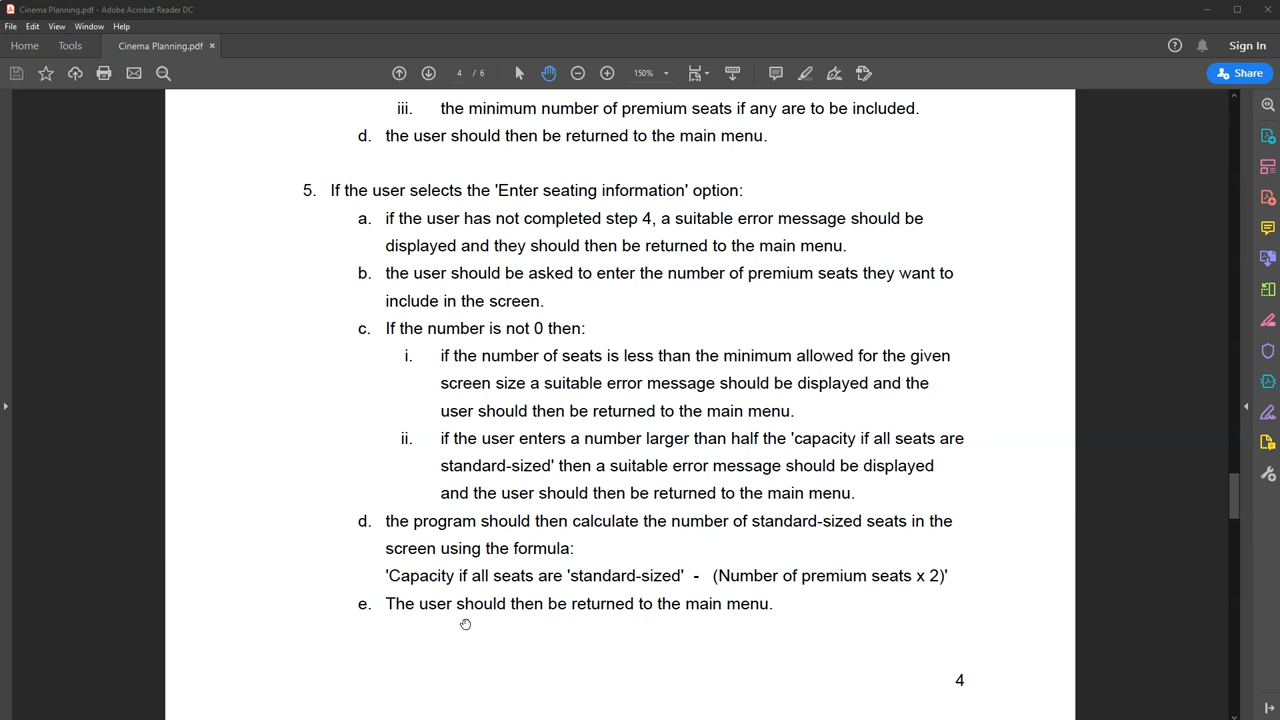 Cinema Planning.pdf - Adobe Acrobat Reader DC
File Edit View Window Help
Home Tools Cinema Planning.pdf × Sign In
4 / 6 150% Share
iii. the minimum number of premium seats if any are to be included.
d. the user should then be returned to the main menu.
5. If the user selects the 'Enter seating information' option:
a. if the user has not completed step 4, a suitable error message should be
displayed and they should then be returned to the main menu.
b. the user should be asked to enter the number of premium seats they want to
include in the screen.
c. If the number is not 0 then:
i. if the number of seats is less than the minimum allowed for the given
screen size a suitable error message should be displayed and the
user should then be returned to the main menu.
ii. if the user enters a number larger than half the 'capacity if all seats are
standard-sized' then a suitable error message should be displayed
and the user should then be returned to the main menu.
d. the program should then calculate the number of standard-sized seats in the
screen using the formula:
'Capacity if all seats are 'standard-sized' - (Number of premium seats x 2)'
e. The user should then be returned to the main menu.
4